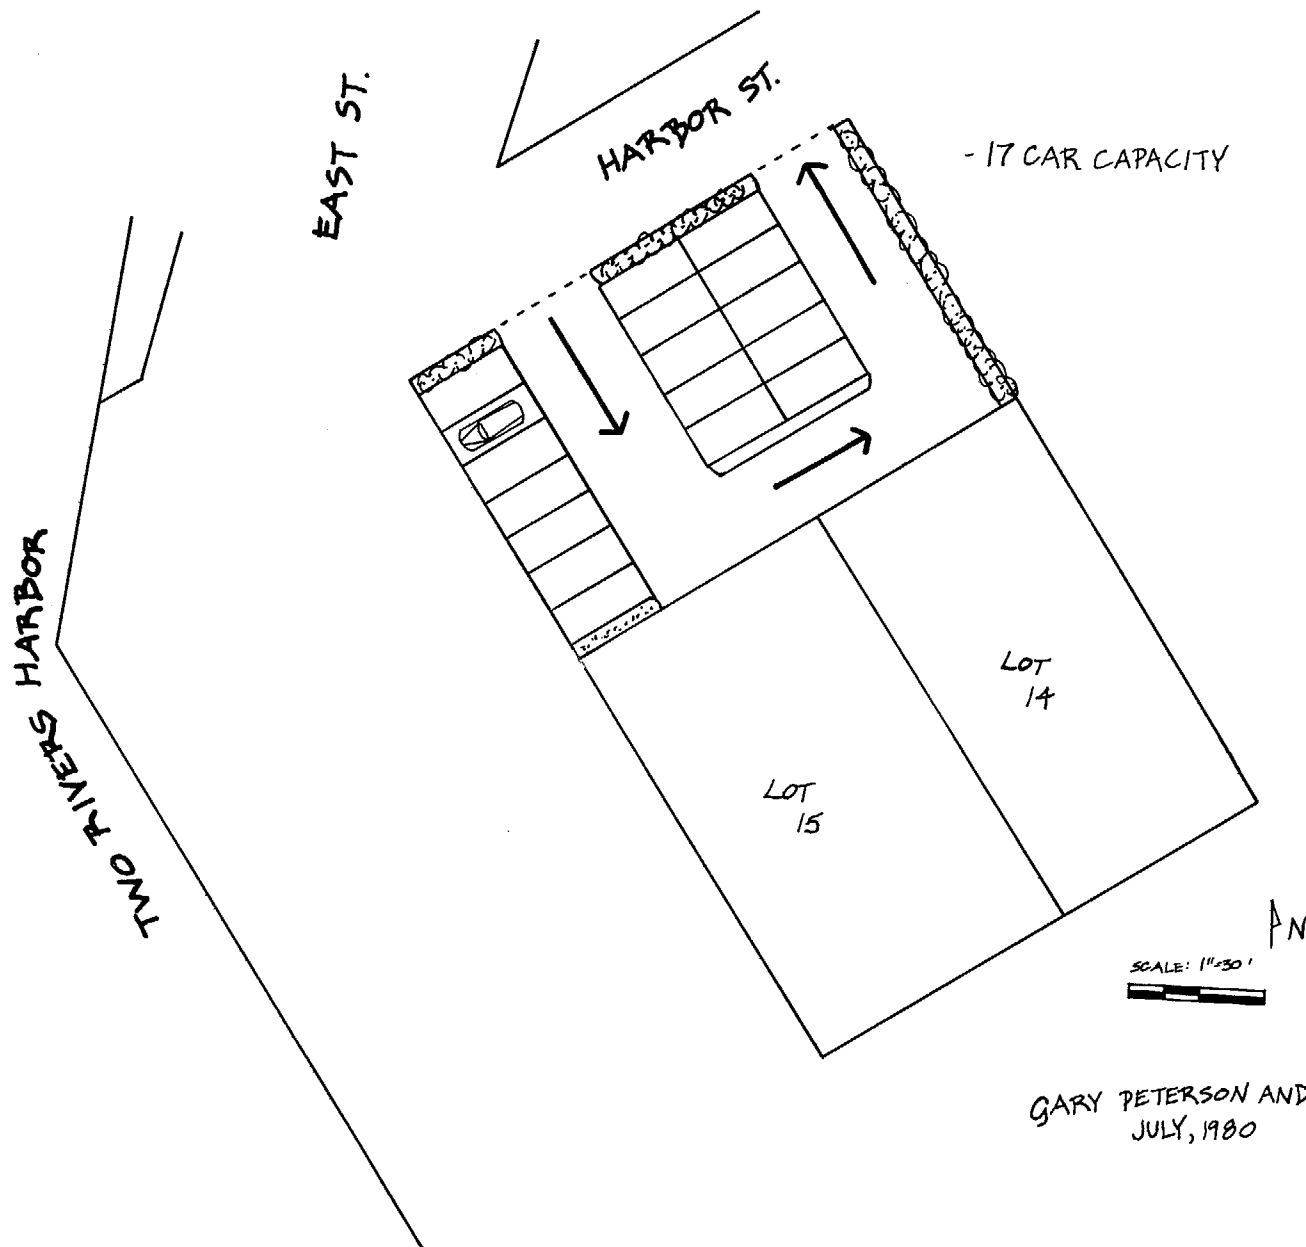 EAST ST.
HARBOR ST.
- 17 CAR CAPACITY
TWO RIVERS HARBOR
LOT
14
LOT
15
N
SCALE: 1"=30'
GARY PETERSON AND
JULY, 1980